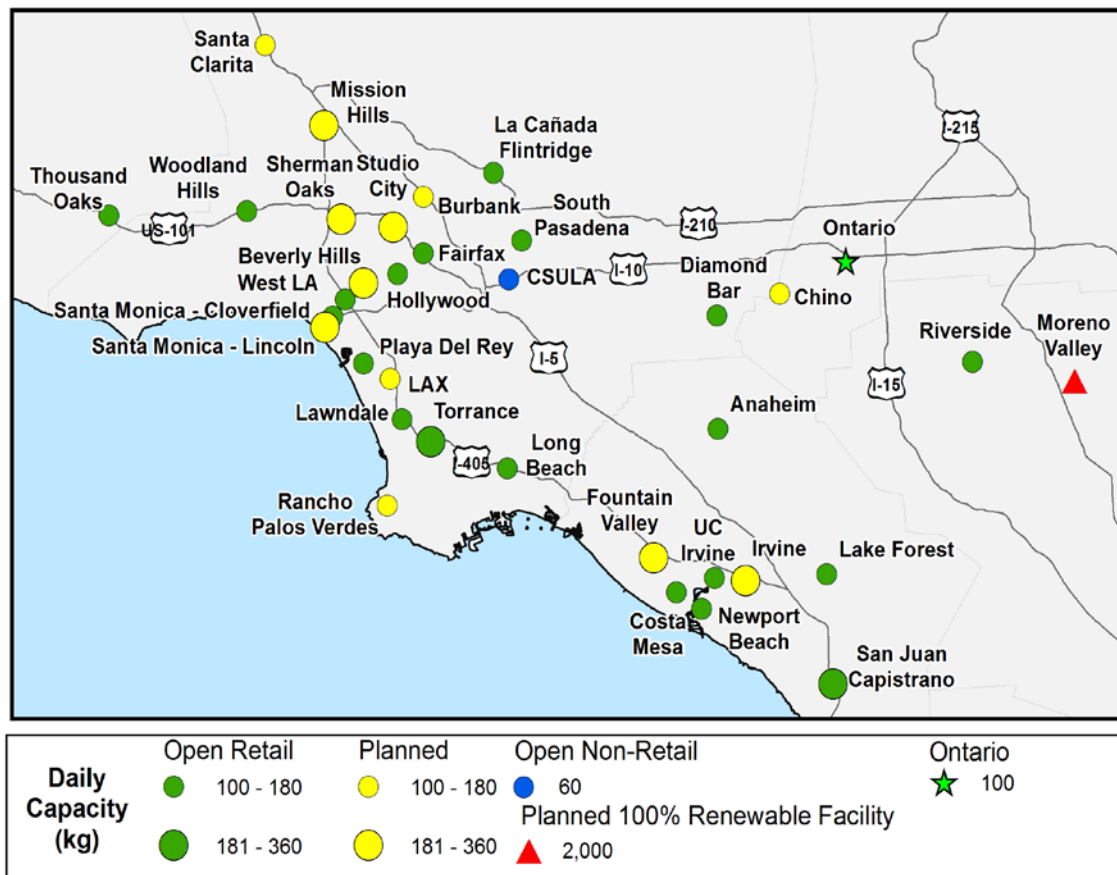 Santa
Clarita
Mission
Hills
I-215
La Cañada
Flintridge
Thousand
Oaks
Woodland
Hills
Sherman
Oaks
Studio
City
US-101
Burbank
South
Pasadena
I-210
Ontario
Beverly Hills
West LA
Fairfax
CSULA
I-10
Diamond
Bar
Chino
Hollywood
Santa Monica - Cloverfield
Santa Monica - Lincoln
Playa Del Rey
I-5
Riverside
Moreno
Valley
I-15
LAX
Lawndale
Torrance
Anaheim
I-405
Long
Beach
Rancho
Palos Verdes
Fountain
Valley
UC
Irvine
Irvine
Lake Forest
Costa
Mesa
Newport
Beach
San Juan
Capistrano
Daily
Capacity
(kg)
Open Retail
100 - 180
181 - 360
Planned
100 - 180
181 - 360
Open Non-Retail
60
Planned 100% Renewable Facility
2,000
Ontario
100